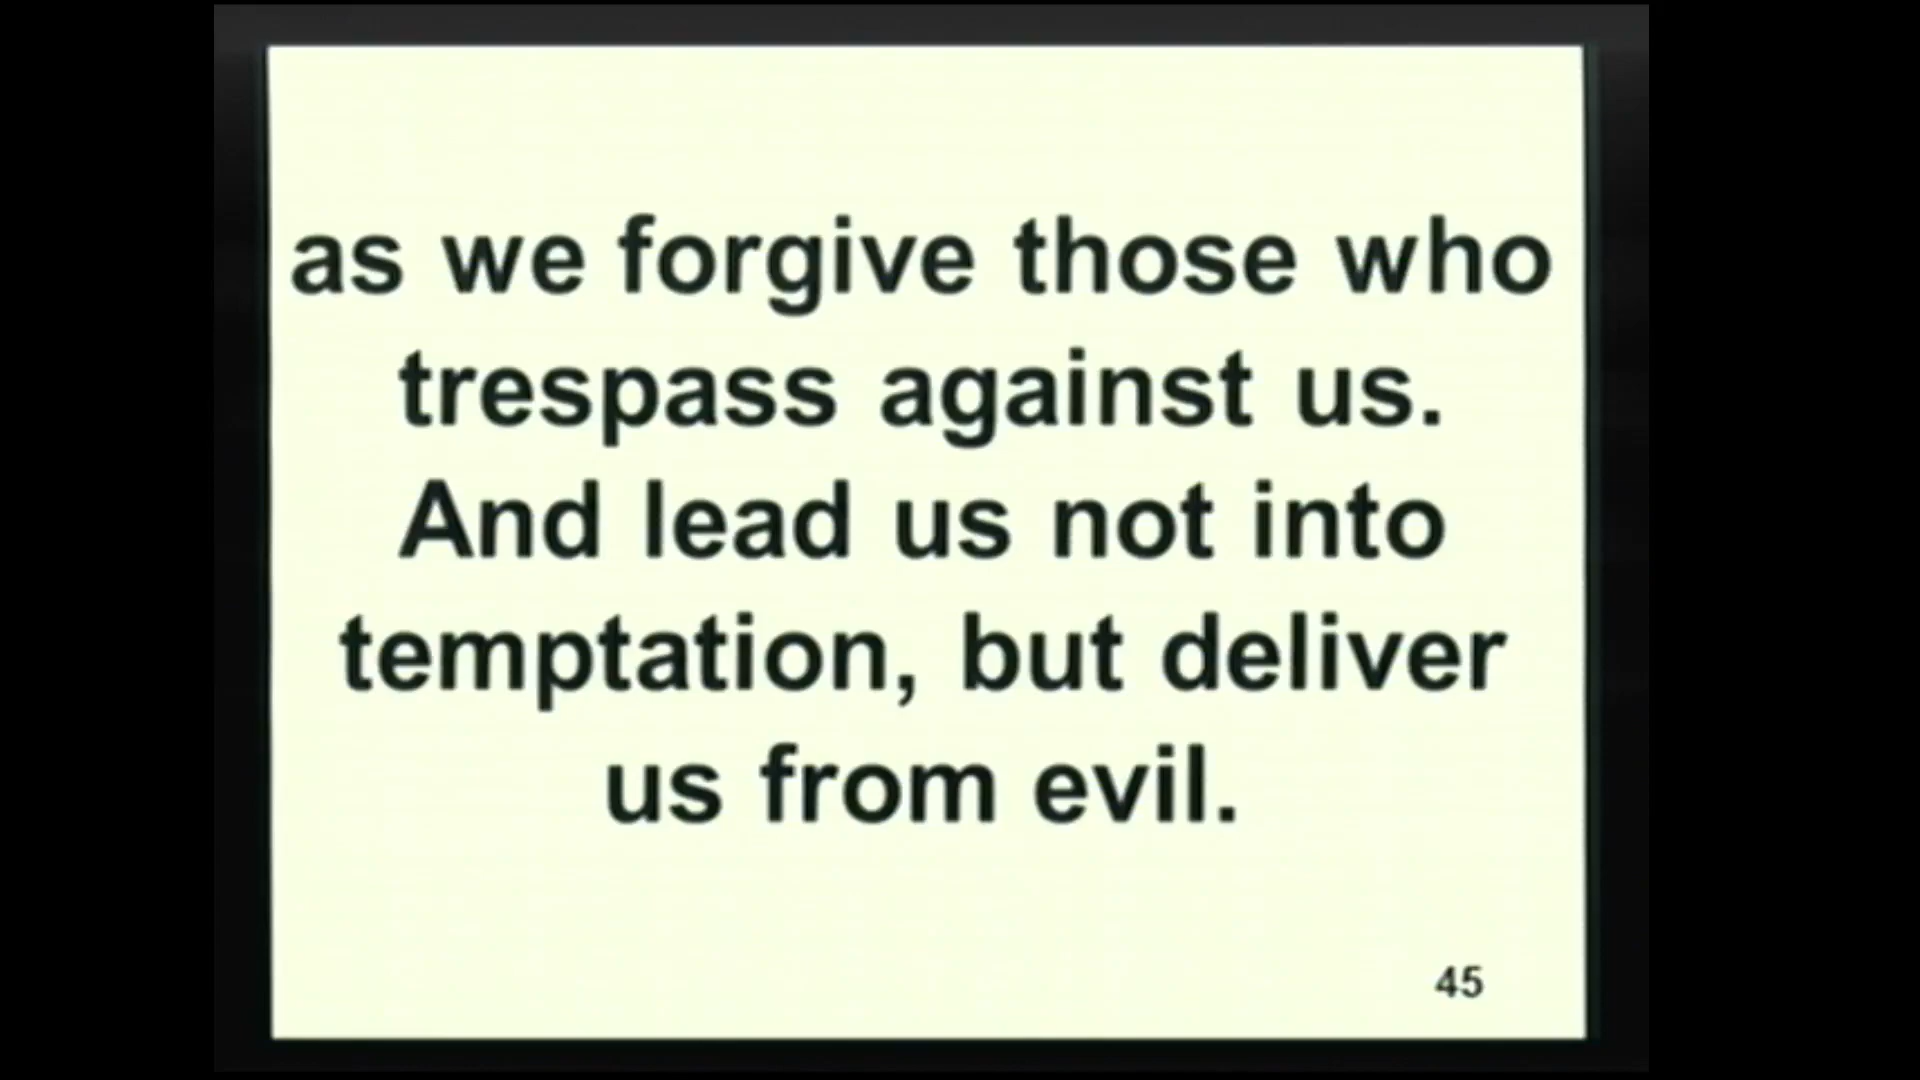 as we forgive those who
trespass against us.
And lead us not into
temptation, but deliver
us from evil.
45